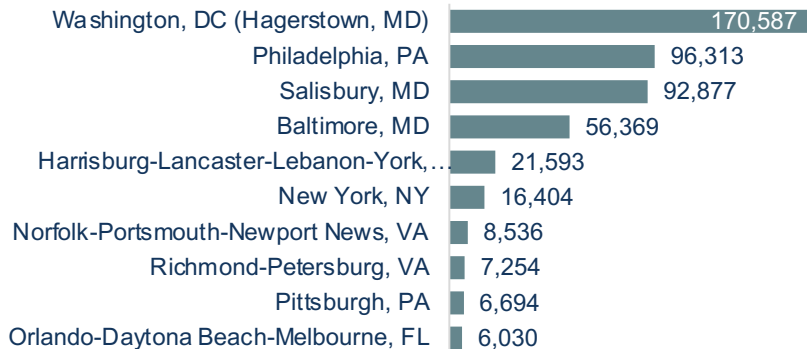 Washington, DC (Hagerstown, MD) 170,587
Philadelphia, PA 96,313
Salisbury, MD 92,877
Baltimore, MD 56,369
Harrisburg-Lancaster-Lebanon-York,… 21,593
New York, NY 16,404
Norfolk-Portsmouth-Newport News, VA 8,536
Richmond-Petersburg, VA 7,254
Pittsburgh, PA 6,694
Orlando-Daytona Beach-Melbourne, FL 6,030